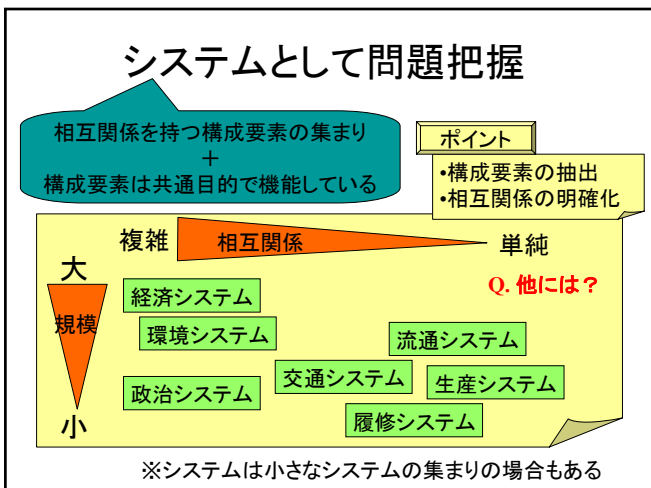 システムとして問題把握
相互関係を持つ構成要素の集まり
＋
構成要素は共通目的で機能している
ポイント
•構成要素の抽出
•相互関係の明確化
複雑
相互関係
単純
大
規模
小
Q. 他には？
経済システム
環境システム
流通システム
交通システム
政治システム
生産システム
履修システム
※システムは小さなシステムの集まりの場合もある